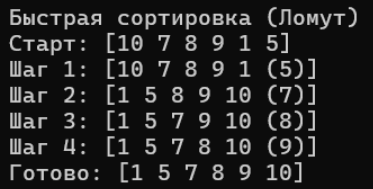 Быстрая сортировка (Ломут)
Старт: [10 7 8 9 1 5]
Шаг 1: [10 7 8 9 1 (5)]
Шаг 2: [1 5 8 9 10 (7)]
Шаг 3: [1 5 7 9 10 (8)]
Шаг 4: [1 5 7 8 10 (9)]
Готово: [1 5 7 8 9 10]